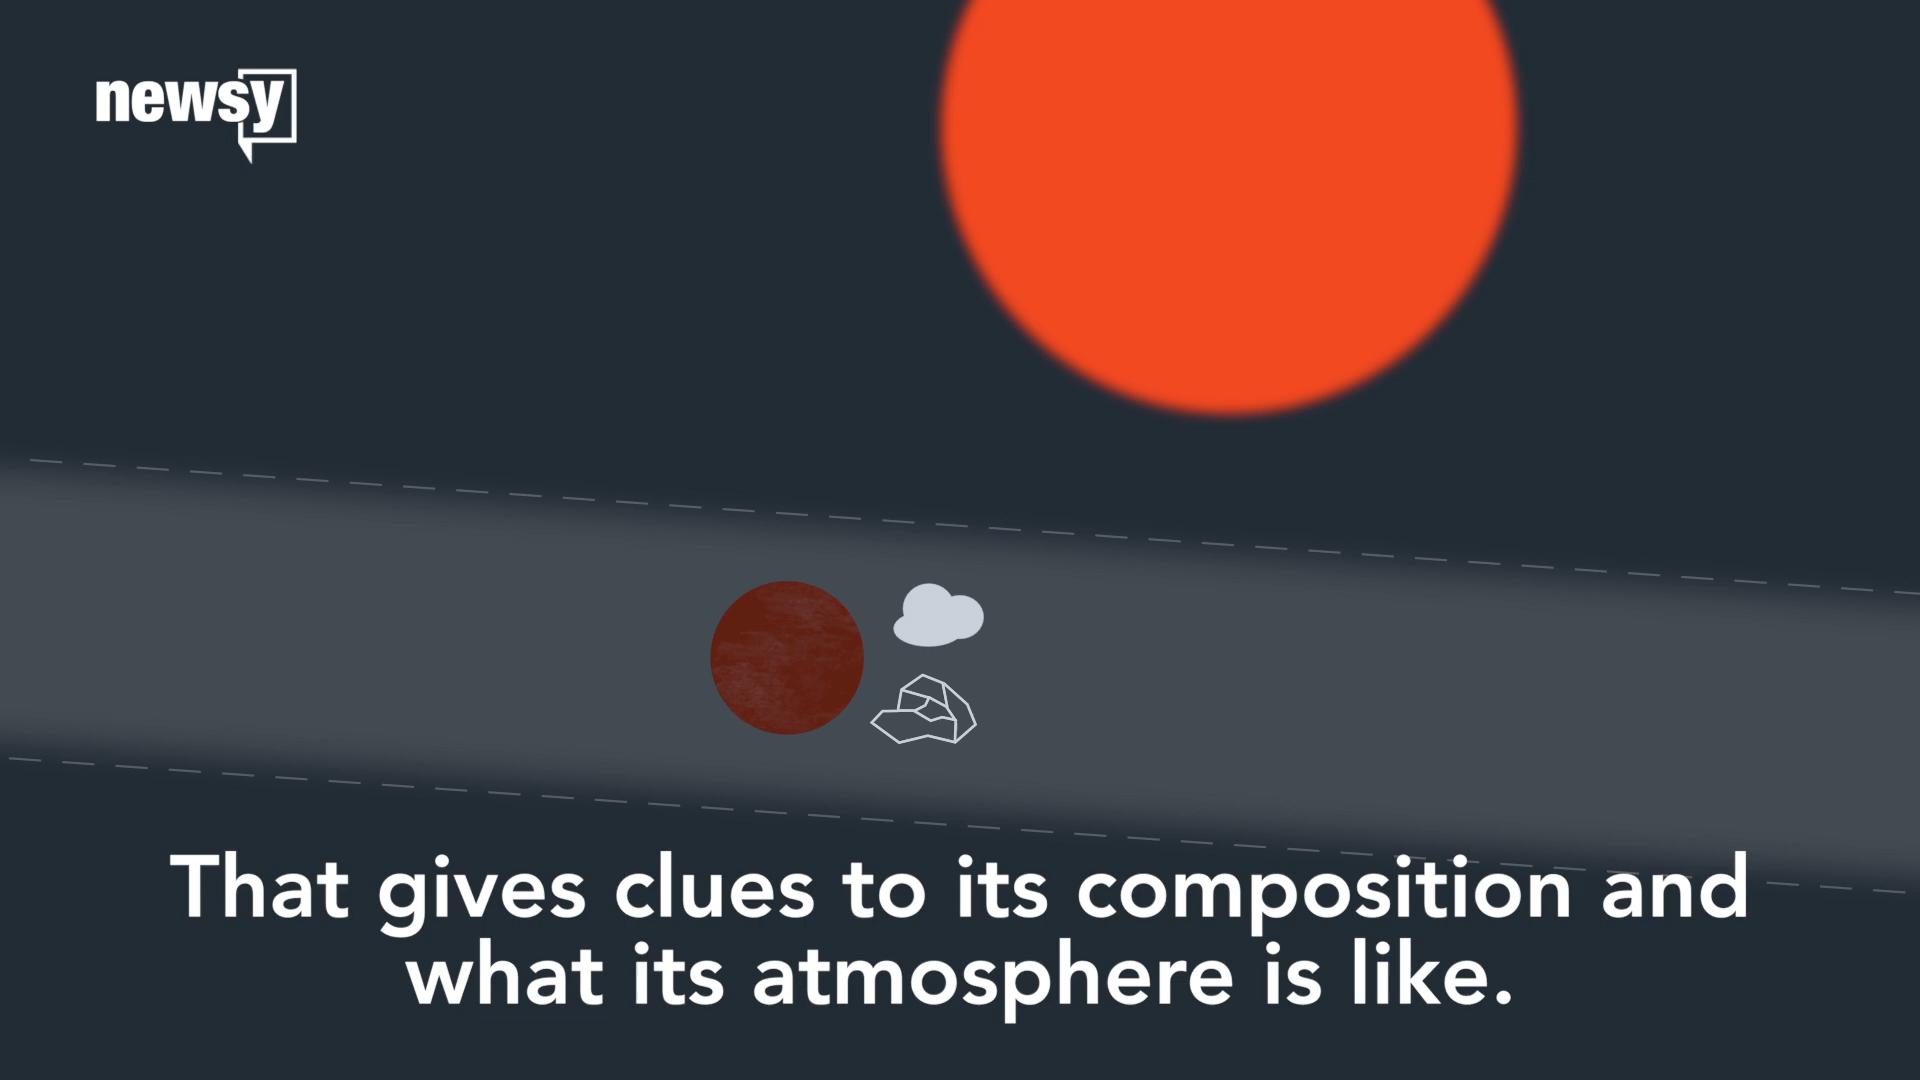 newsy
That gives clues to its composition and
what its atmosphere is like.